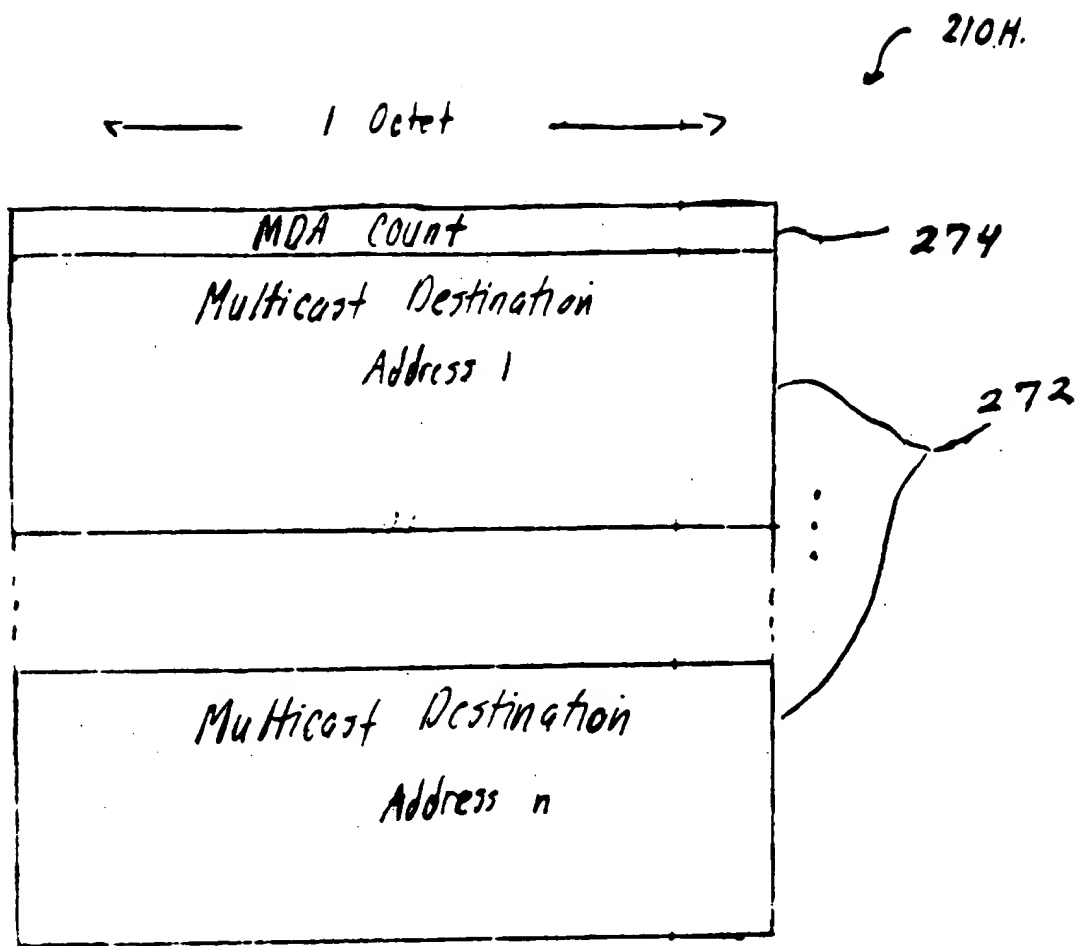 210H.
1 Octet
MDA Count
274
Multicast Destination
Address 1
272
Multicast Destination
Address n